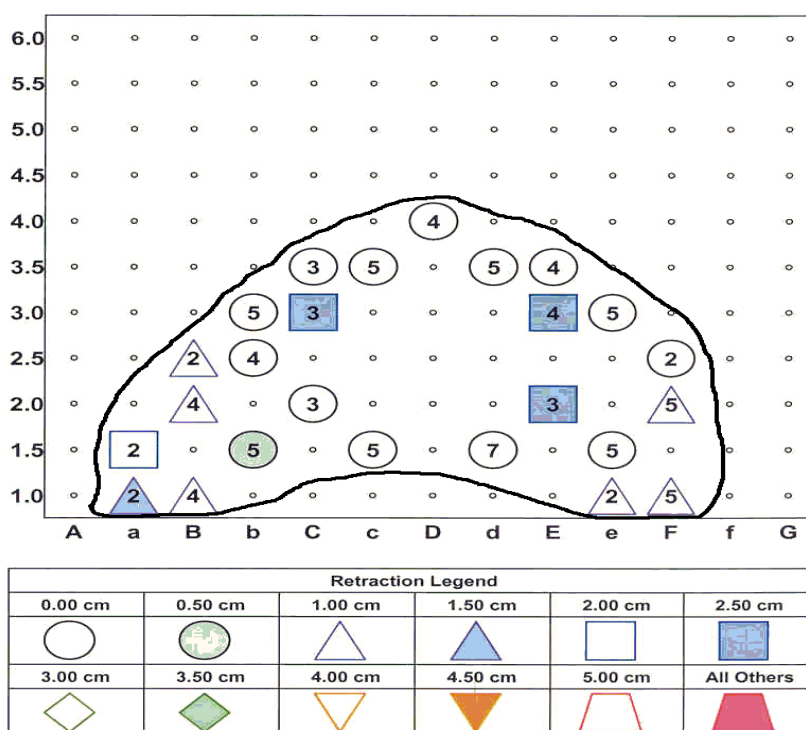 6.0
5.5
5.0
4.5
4.0 4
3.5 3 5 5 4
3.0 5 3 4 5
2.5 2 4 2
2.0 4 3 3 5
1.5 2 5 5 7 5
1.0 2 4 2 5
A a B b C c D d E e F f G
Retraction Legend
0.00 cm 0.50 cm 1.00 cm 1.50 cm 2.00 cm 2.50 cm
3.00 cm 3.50 cm 4.00 cm 4.50 cm 5.00 cm All Others